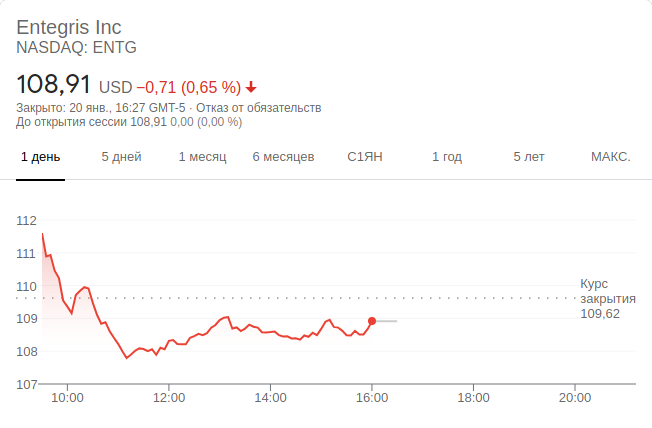 Entegris Inc
NASDAQ: ENTG
108,91 USD −0,71 (0,65 %)
Закрыто: 20 янв., 16:27 GMT-5 · Отказ от обязательств
До открытия сессии 108,91 0,00 (0,00 %)
1 день 5 дней 1 месяц 6 месяцев С1ЯН 1 год 5 лет МАКС.
112
111
110
109
108
107
Курс
закрытия
109,62
10:00 12:00 14:00 16:00 18:00 20:00